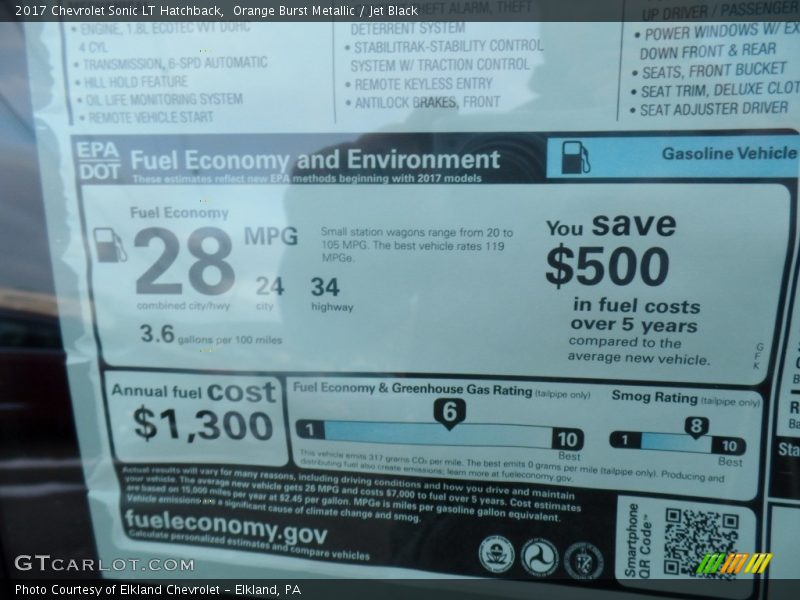 2017 Chevrolet Sonic LT Hatchback, Orange Burst Metallic / Jet Black
• ENGINE, 1.8L ECOTEC VVT DOHC
4 CYL
• TRANSMISSION, 6-SPD AUTOMATIC
• HILL HOLD FEATURE
• OIL LIFE MONITORING SYSTEM
• REMOTE VEHICLE START
THEFT ALARM, THEFT
DETERRENT SYSTEM
• STABILITRAK-STABILITY CONTROL
SYSTEM W/ TRACTION CONTROL
• REMOTE KEYLESS ENTRY
• ANTILOCK BRAKES, FRONT
UP DRIVER / PASSENGER
• POWER WINDOWS W/ EX
DOWN FRONT & REAR
• SEATS, FRONT BUCKET
• SEAT TRIM, DELUXE CLOT
• SEAT ADJUSTER DRIVER
EPA
DOT
Fuel Economy and Environment
These estimates reflect new EPA methods beginning with 2017 models
Gasoline Vehicle
Fuel Economy
28 MPG
combined city/hwy
24
city
34
highway
3.6 gallons per 100 miles
Small station wagons range from 20 to
105 MPG. The best vehicle rates 119
MPGe.
You save
$500
in fuel costs
over 5 years
compared to the
average new vehicle.
GFK
Annual fuel cost
$1,300
Fuel Economy & Greenhouse Gas Rating (tailpipe only)
1
6
10
Best
Smog Rating (tailpipe only)
1
8
10
Best
This vehicle emits 317 grams CO₂ per mile. The best emits 0 grams per mile (tailpipe only). Producing and
distributing fuel also create emissions; learn more at fueleconomy.gov.
Actual results will vary for many reasons, including driving conditions and how you drive and maintain
your vehicle. The average new vehicle gets 26 MPG and costs $7,000 to fuel over 5 years. Cost estimates
are based on 15,000 miles per year at $2.45 per gallon. MPGe is miles per gasoline gallon equivalent.
Vehicle emissions are a significant cause of climate change and smog.
fueleconomy.gov
Calculate personalized estimates and compare vehicles
Smartphone
QR Code™
Sta
GTCARLOT.COM
Photo Courtesy of Elkland Chevrolet – Elkland, PA